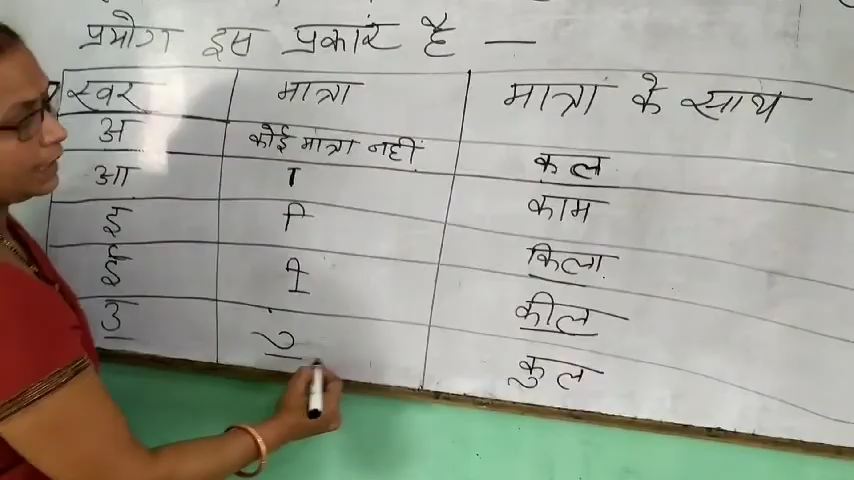 प्रयोग इस प्रकार है —
स्वर मात्रा मात्रा के साथ
अ कोई मात्रा नहीं कल
आ ा काम
इ ि किला
ई ी कील
उ ु कुल